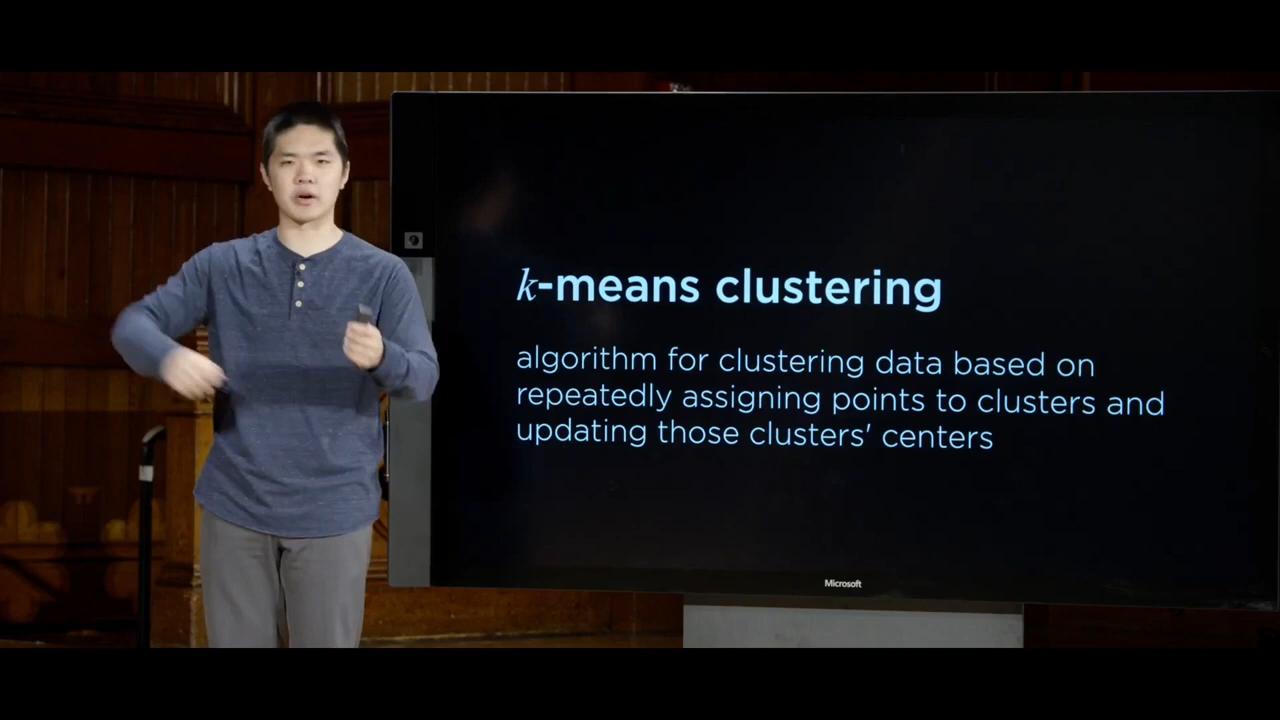 k-means clustering
algorithm for clustering data based on
repeatedly assigning points to clusters and
updating those clusters' centers
Microsoft